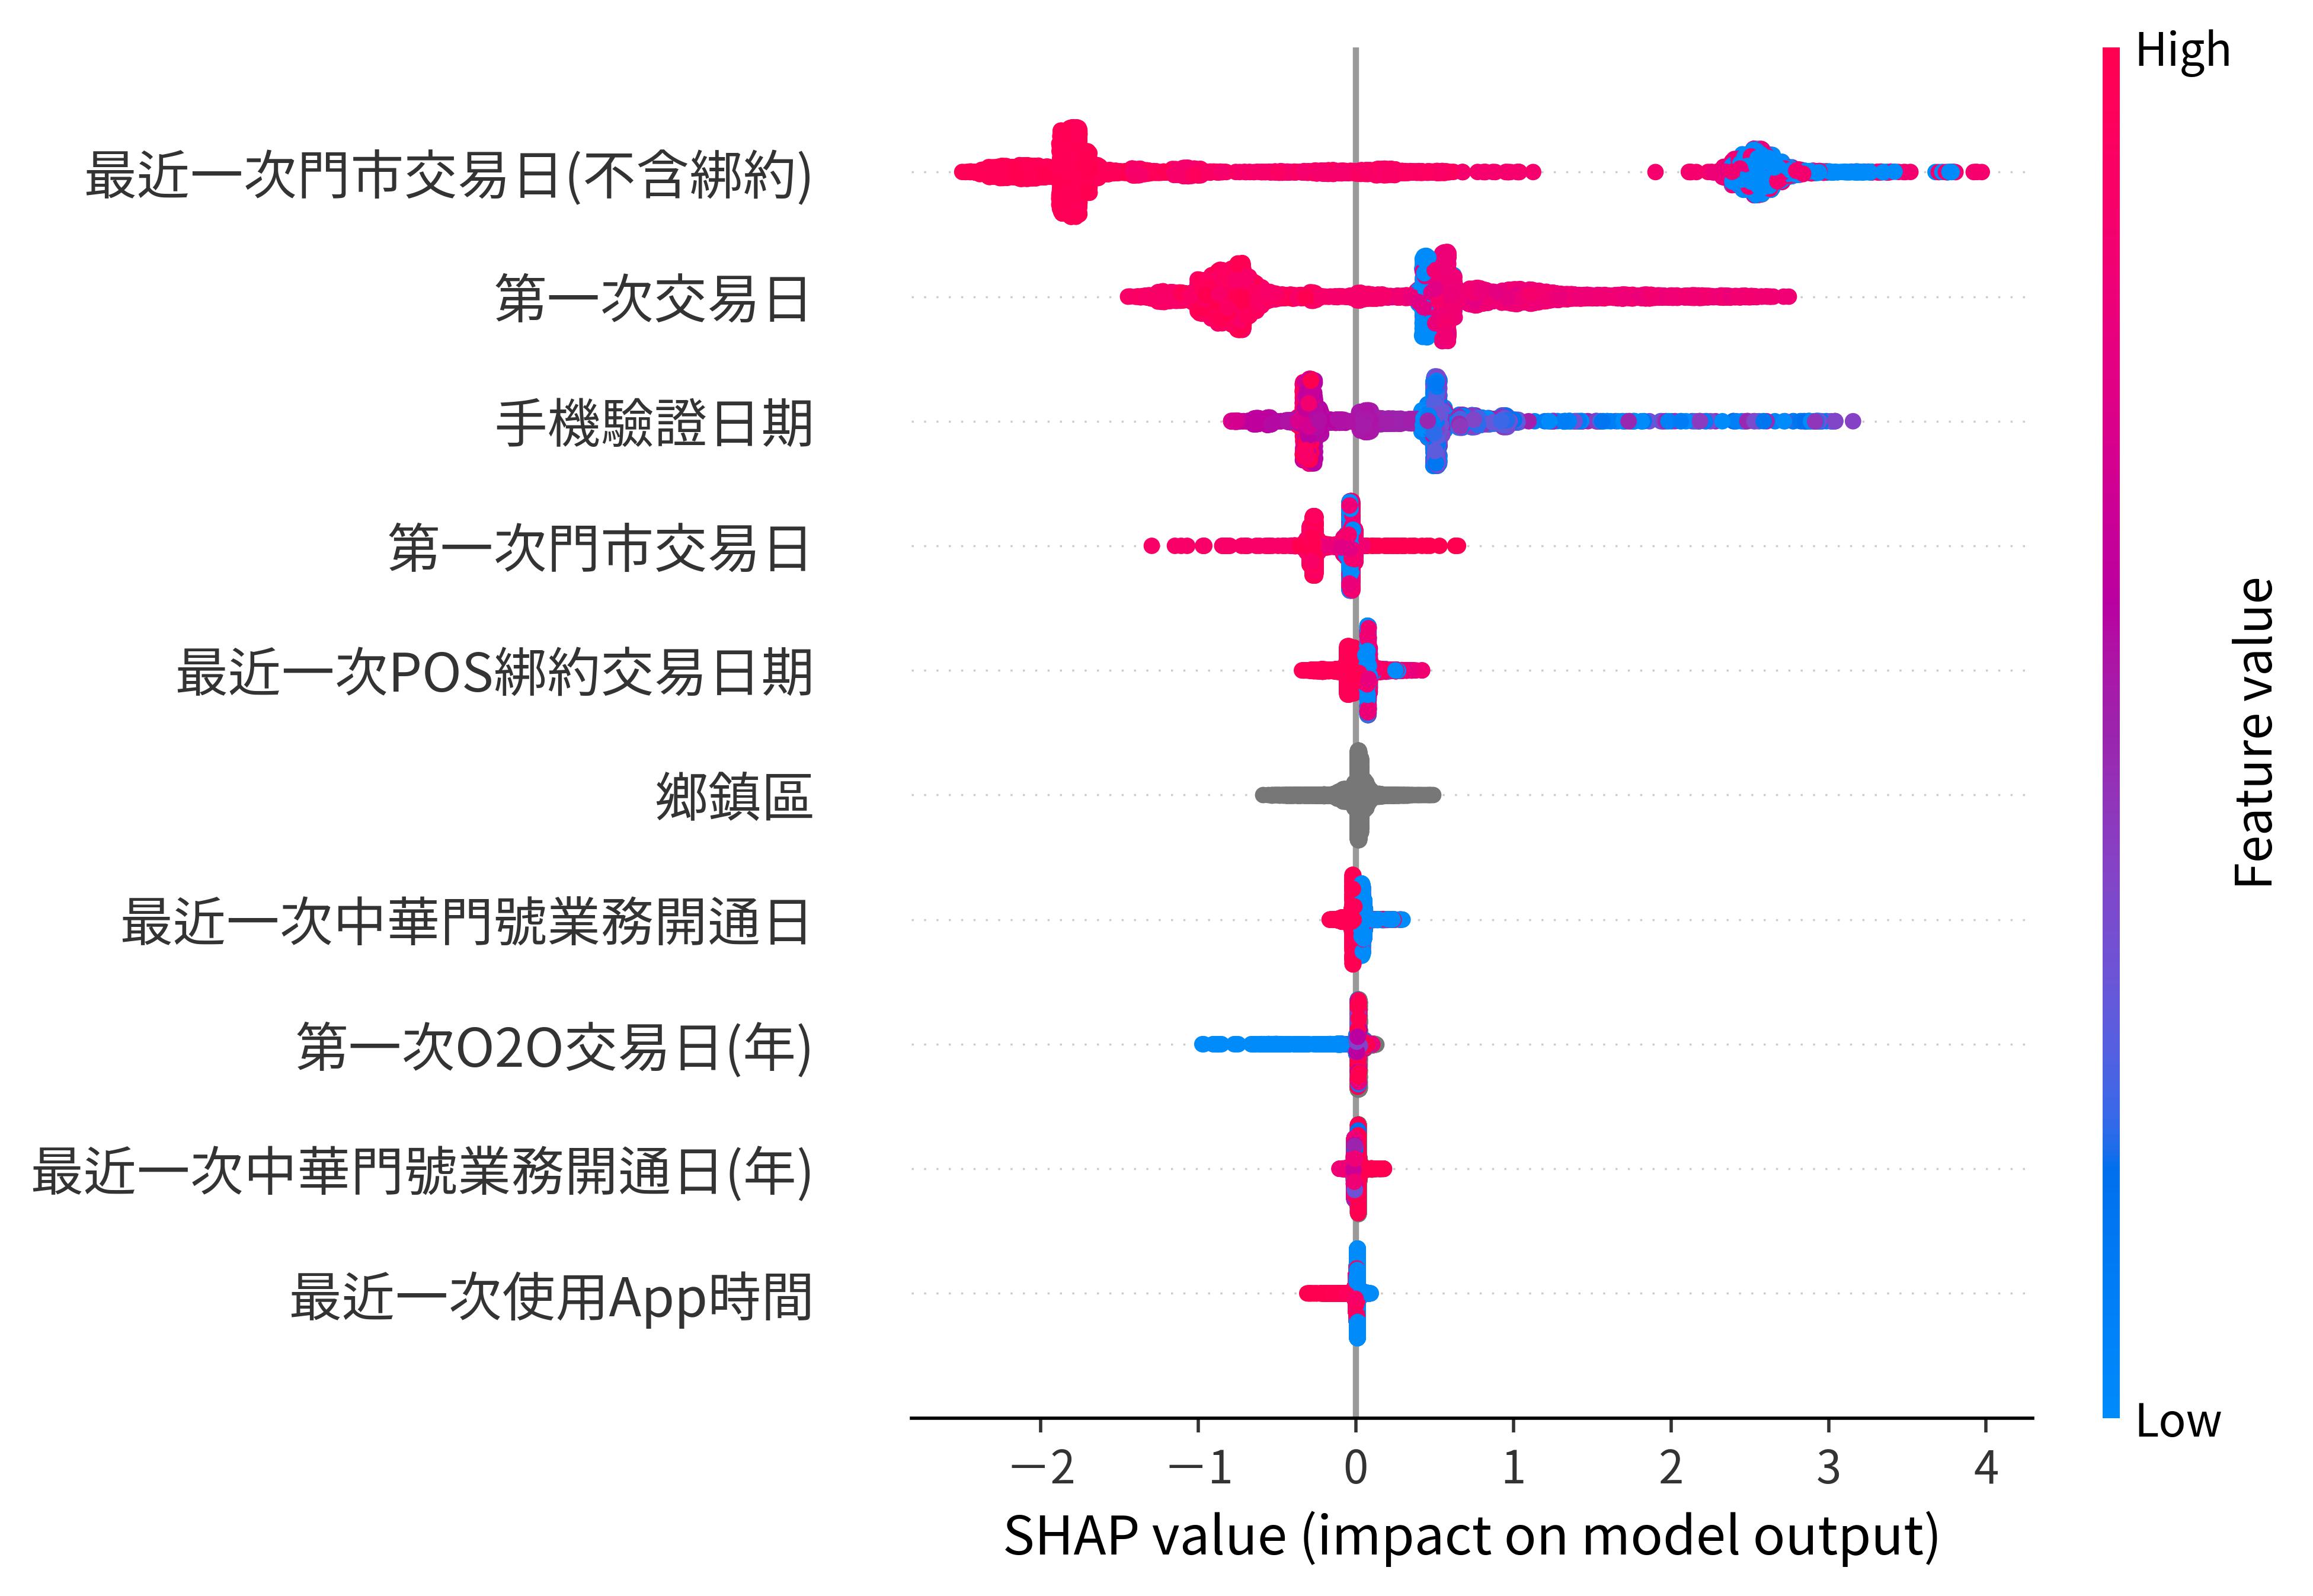 High
最近一次門市交易日(不含綁約)
第一次交易日
手機驗證日期
第一次門市交易日
最近一次POS綁約交易日期
鄉鎮區
最近一次中華門號業務開通日
第一次O2O交易日(年)
最近一次中華門號業務開通日(年)
最近一次使用App時間
Feature value
Low
−2 −1 0 1 2 3 4
SHAP value (impact on model output)